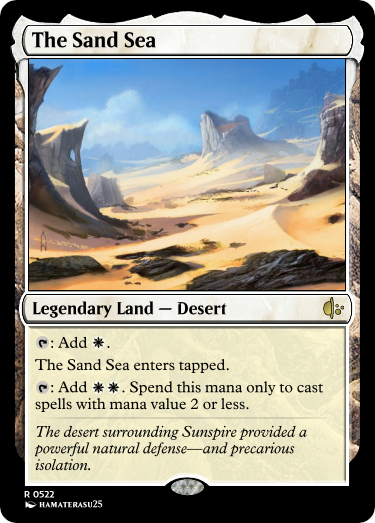 The Sand Sea
Legendary Land — Desert
: Add .
The Sand Sea enters tapped.
: Add . Spend this mana only to cast
spells with mana value 2 or less.
The desert surrounding Sunspire provided a
powerful natural defense—and precarious
isolation.
R 0522
HAMATERASU25